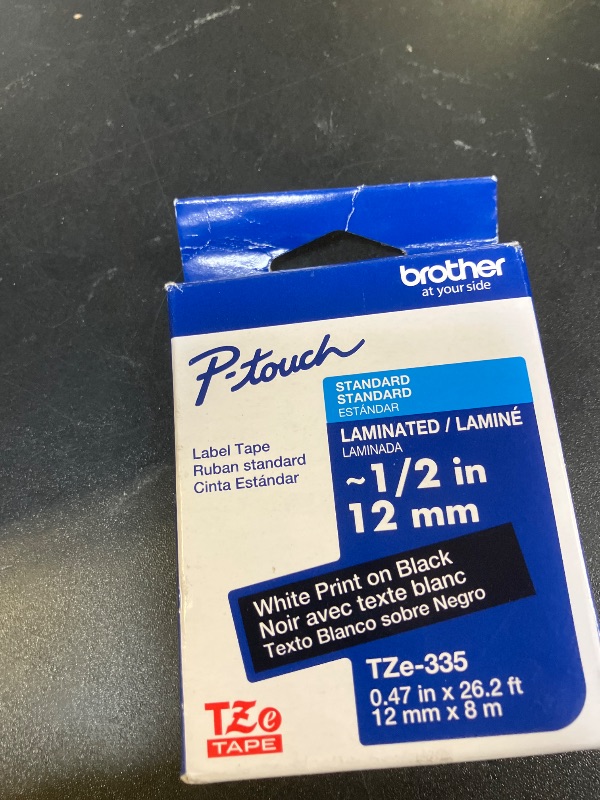 brother
at your side
P-touch
Label Tape
Ruban standard
Cinta Estándar
STANDARD
STANDARD
ESTÁNDAR
LAMINATED / LAMINÉ
LAMINADA
~1/2 in
12 mm
White Print on Black
Noir avec texte blanc
Texto Blanco sobre Negro
TZe-335
0.47 in x 26.2 ft
12 mm x 8 m
TZe
TAPE